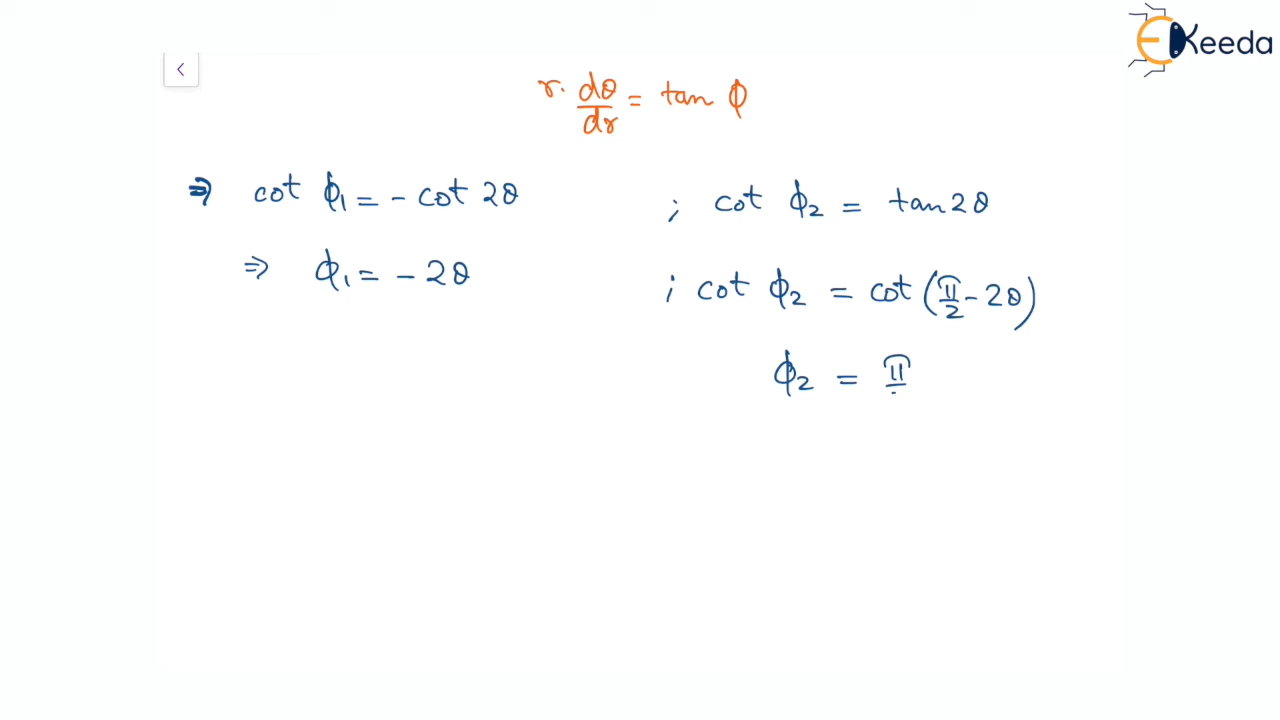 EKeeda
r. dθ/dr = tan ϕ
⇒ cot ϕ₁ = - cot 2θ ; cot ϕ₂ = tan 2θ
⇒ ϕ₁ = - 2θ ; cot ϕ₂ = cot (π/2 - 2θ)
ϕ₂ = π